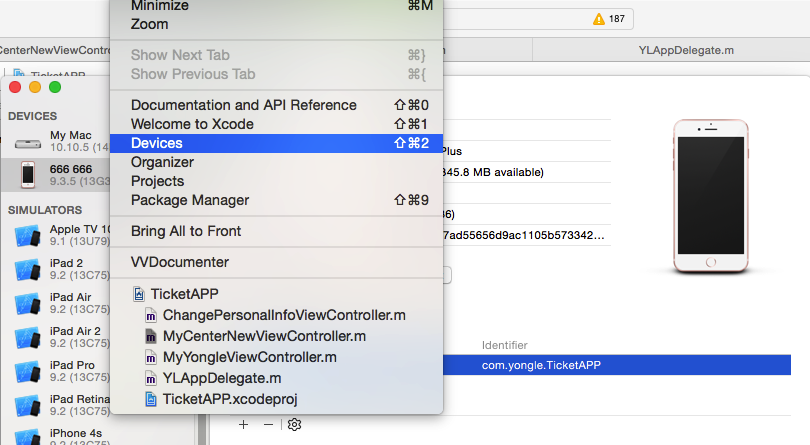 Minimize ⌘M
Zoom
187
Show Next Tab ⌘}
Show Previous Tab ⌘{
YLAppDelegate.m
TicketAPP
Documentation and API Reference ⇧⌘0
Welcome to Xcode ⇧⌘1
Devices ⇧⌘2
Organizer
Projects
Package Manager ⇧⌘9
Bring All to Front
VVDocumenter
TicketAPP
ChangePersonalInfoViewController.m
MyCenterNewViewController.m
MyYongleViewController.m
YLAppDelegate.m
TicketAPP.xcodeproj
DEVICES
My Mac
10.10.5 (14
666 666
9.3.5 (13G3
SIMULATORS
Apple TV 10
9.1 (13U79)
iPad 2
9.2 (13C75)
iPad Air
9.2 (13C75)
iPad Air 2
9.2 (13C75)
iPad Pro
9.2 (13C75)
iPad Retina
9.2 (13C75)
iPhone 4s
Plus
345.8 MB available)
36)
7ad55656d9ac1105b573342...
Identifier
com.yongle.TicketAPP